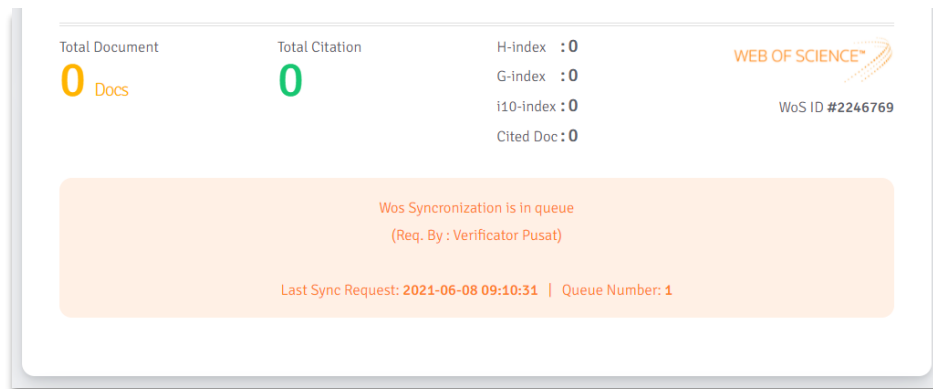 Total Document
0 Docs
Total Citation
0
H-index : 0
G-index : 0
i10-index : 0
Cited Doc : 0
WEB OF SCIENCE™
WoS ID #2246769
Wos Syncronization is in queue
(Req. By : Verificator Pusat)
Last Sync Request: 2021-06-08 09:10:31 | Queue Number: 1